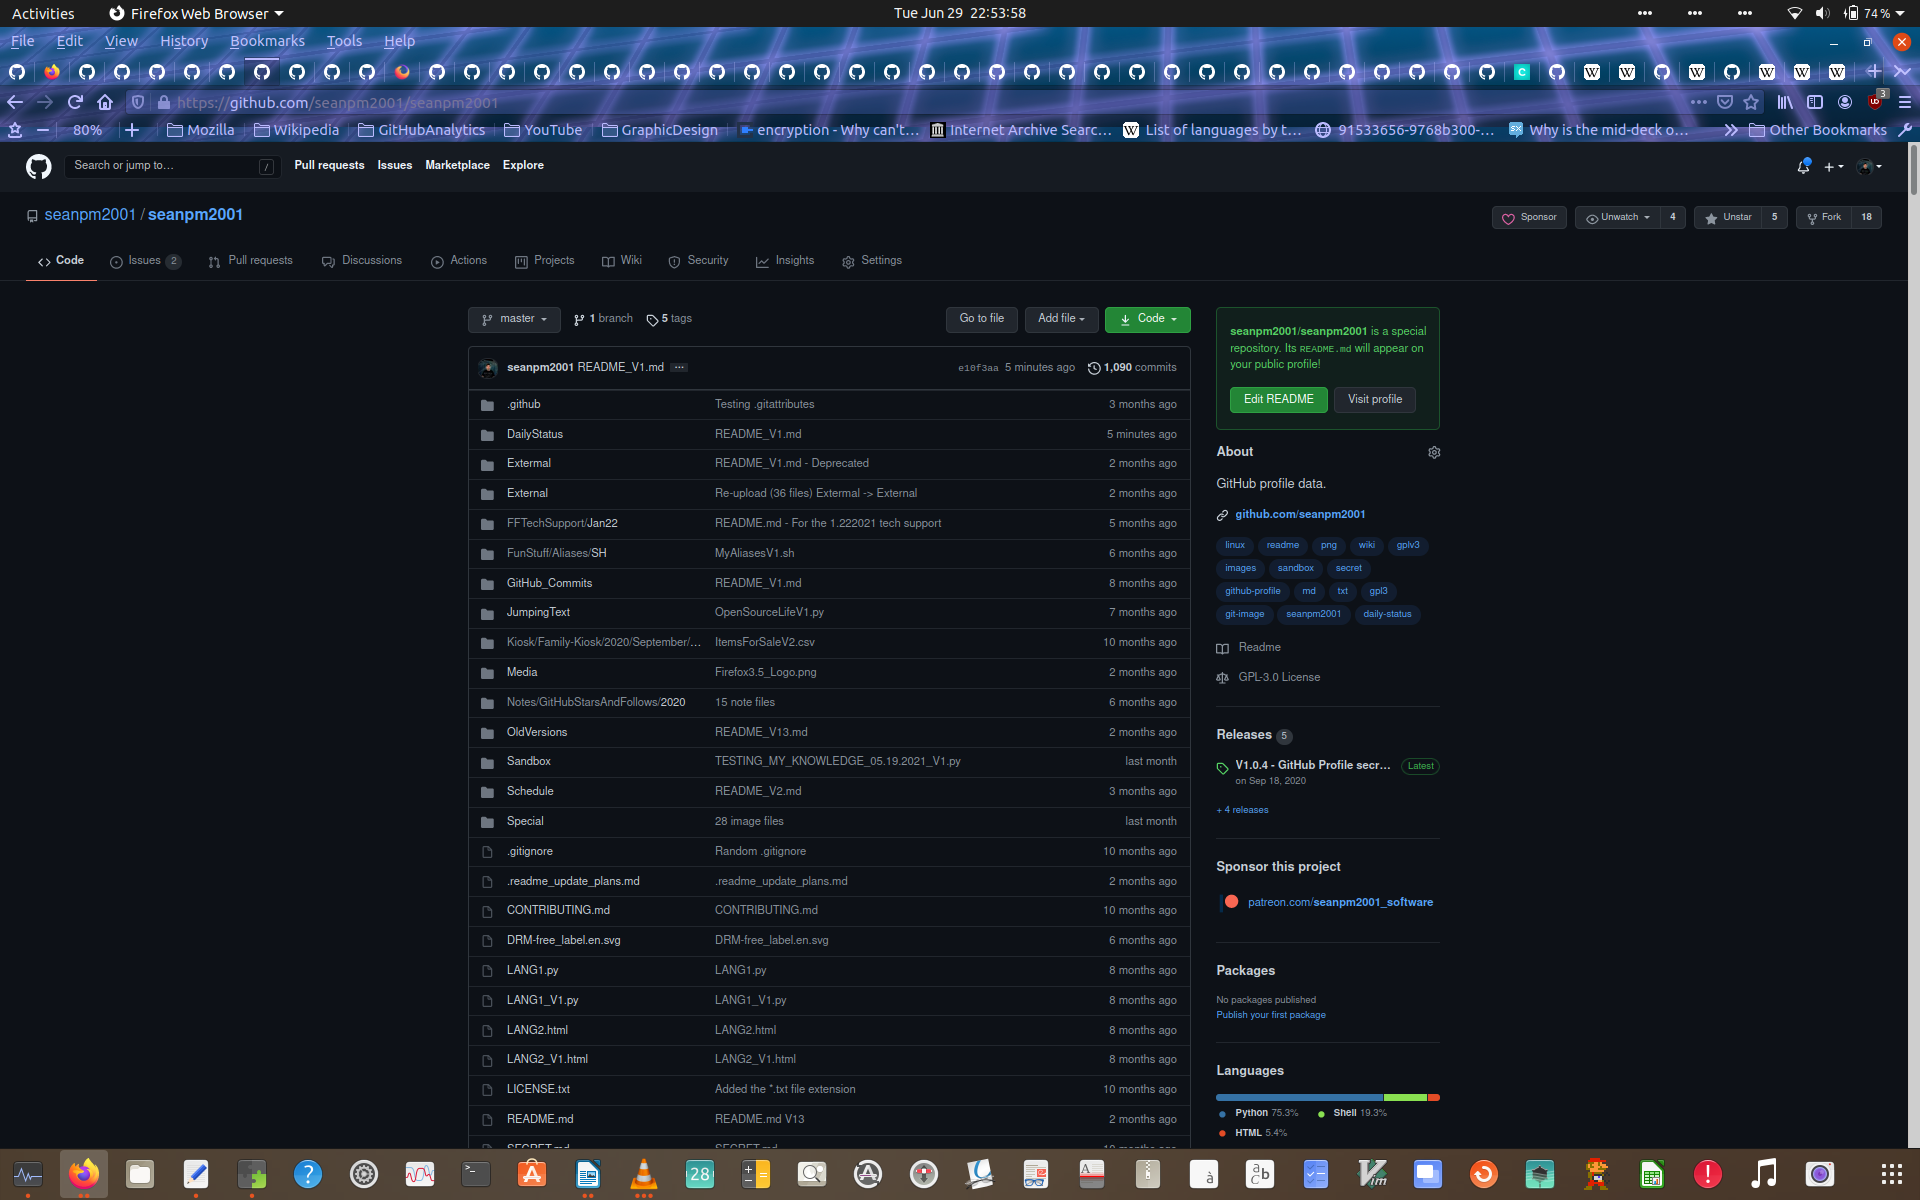 Activities Firefox Web Browser Tue Jun 29 22:53:58 74 %
File Edit View History Bookmarks Tools Help
https://github.com/seanpm2001/seanpm2001 3
80% Mozilla Wikipedia GitHubAnalytics YouTube GraphicDesign encryption - Why can't… Internet Archive Searc… List of languages by t… 91533656-9768b300-… Why is the mid-deck o… Other Bookmarks
Search or jump to… / Pull requests Issues Marketplace Explore
seanpm2001 / seanpm2001 Sponsor Unwatch 4 Unstar 5 Fork 18
Code Issues 2 Pull requests Discussions Actions Projects Wiki Security Insights Settings
master 1 branch 5 tags Go to file Add file Code
seanpm2001 README_V1.md e10f3aa 5 minutes ago 1,090 commits
.github Testing .gitattributes 3 months ago
DailyStatus README_V1.md 5 minutes ago
Extermal README_V1.md - Deprecated 2 months ago
External Re-upload (36 files) Extermal -> External 2 months ago
FFTechSupport/Jan22 README.md - For the 1.222021 tech support 5 months ago
FunStuff/Aliases/SH MyAliasesV1.sh 6 months ago
GitHub_Commits README_V1.md 8 months ago
JumpingText OpenSourceLifeV1.py 7 months ago
Kiosk/Family-Kiosk/2020/September/… ItemsForSaleV2.csv 10 months ago
Media Firefox3.5_Logo.png 2 months ago
Notes/GitHubStarsAndFollows/2020 15 note files 6 months ago
OldVersions README_V13.md 2 months ago
Sandbox TESTING_MY_KNOWLEDGE_05.19.2021_V1.py last month
Schedule README_V2.md 3 months ago
Special 28 image files last month
.gitignore Random .gitignore 10 months ago
.readme_update_plans.md .readme_update_plans.md 2 months ago
CONTRIBUTING.md CONTRIBUTING.md 10 months ago
DRM-free_label.en.svg DRM-free_label.en.svg 6 months ago
LANG1.py LANG1.py 8 months ago
LANG1_V1.py LANG1_V1.py 8 months ago
LANG2.html LANG2.html 8 months ago
LANG2_V1.html LANG2_V1.html 8 months ago
LICENSE.txt Added the *.txt file extension 10 months ago
README.md README.md V13 2 months ago
seanpm2001/seanpm2001 is a special
repository. Its README.md will appear on
your public profile!
Edit README Visit profile
About
GitHub profile data.
github.com/seanpm2001
linux readme png wiki gplv3
images sandbox secret
github-profile md txt gpl3
git-image seanpm2001 daily-status
Readme
GPL-3.0 License
Releases 5
V1.0.4 - GitHub Profile secr… Latest
on Sep 18, 2020
+ 4 releases
Sponsor this project
patreon.com/seanpm2001_software
Packages
No packages published
Publish your first package
Languages
Python 75.3% Shell 19.3%
HTML 5.4%
28